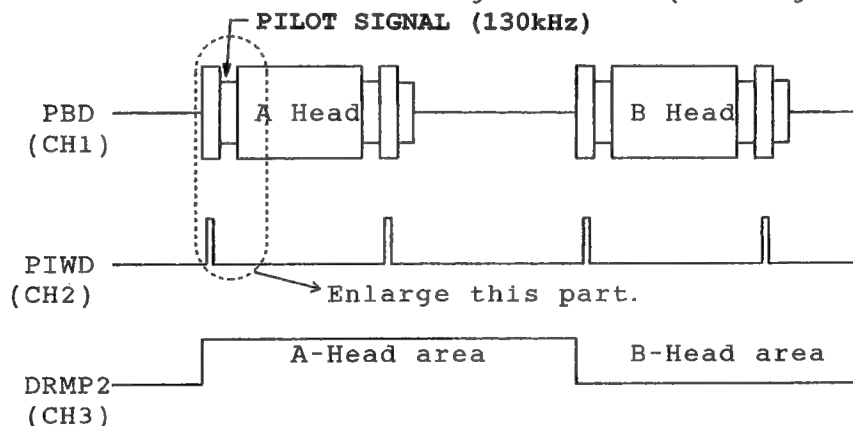 PILOT SIGNAL (130kHz)
PBD
(CH1)
A Head
B Head
PIWD
(CH2)
Enlarge this part.
A-Head area
B-Head area
DRMP2
(CH3)